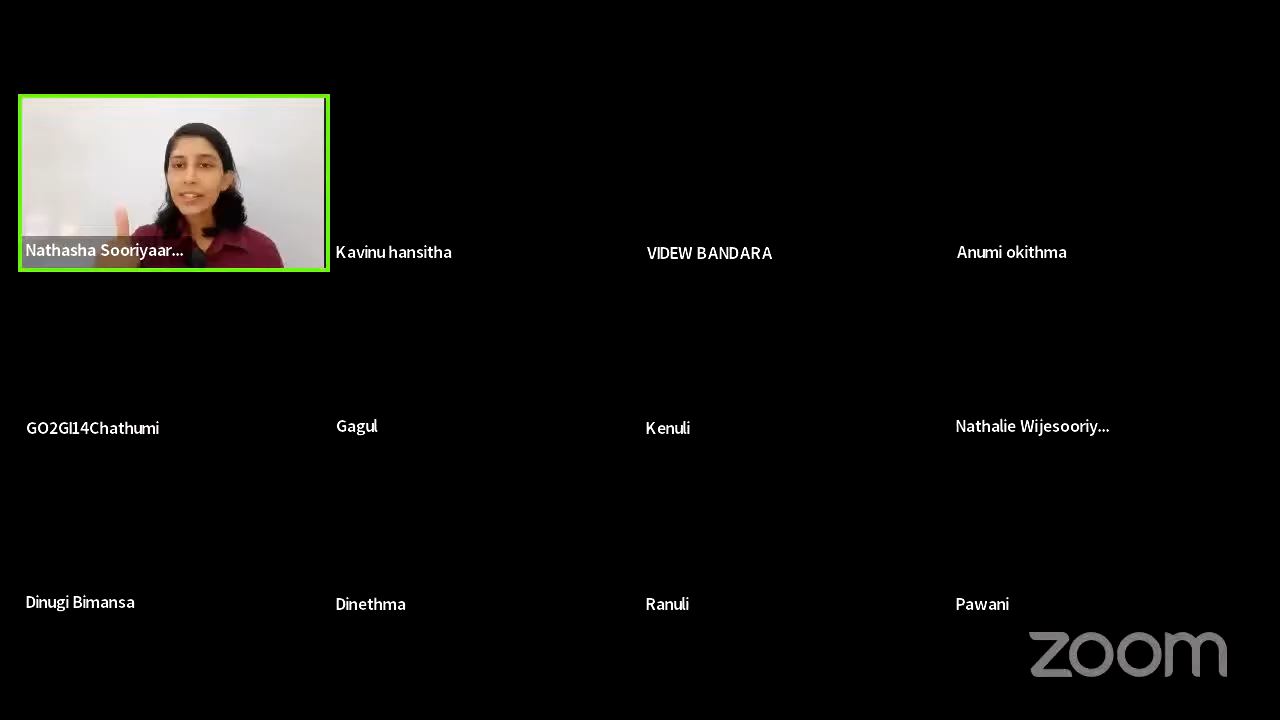 Nathasha Sooriyaar...
Kavinu hansitha
VIDEW BANDARA
Anumi okithma
GO2GI14Chathumi
Gagul
Kenuli
Nathalie Wijesooriy...
Dinugi Bimansa
Dinethma
Ranuli
Pawani
zoom